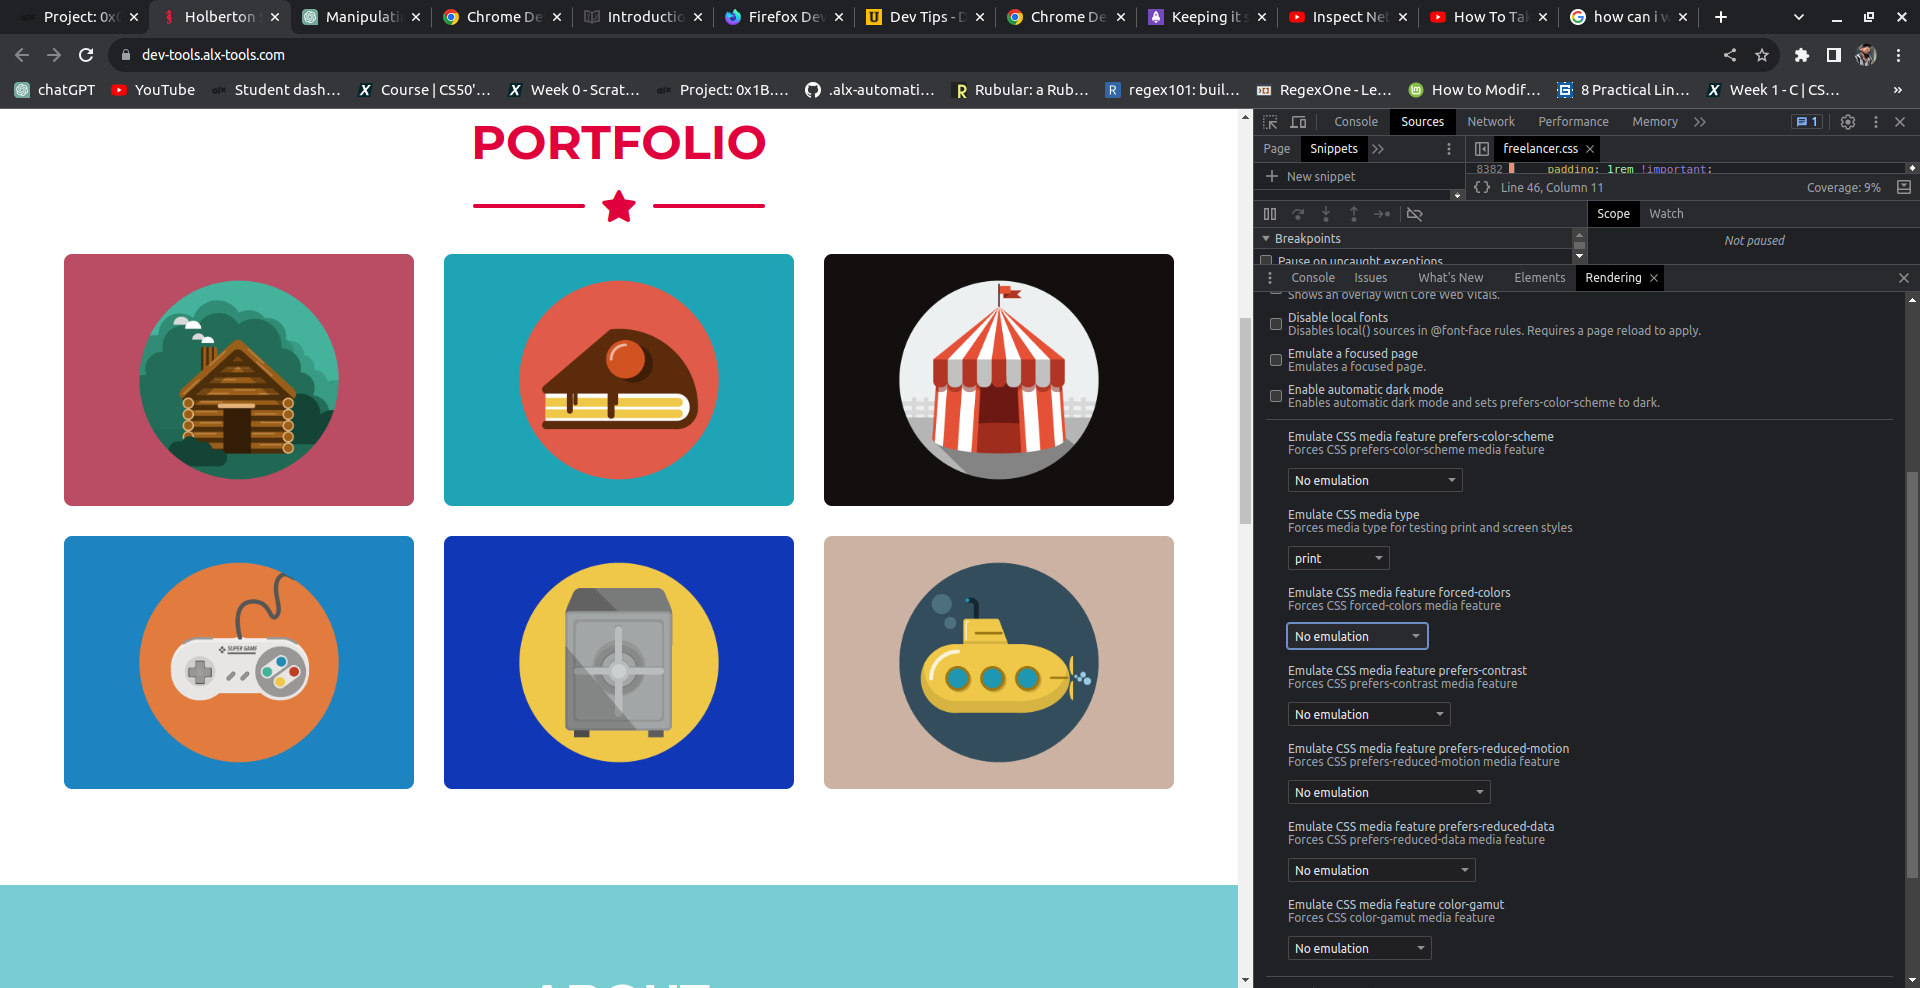 Project: 0x0
Holberton S
Manipulatin
Chrome De
Introductio
Firefox Dev
Dev Tips - D
Chrome De
Keeping it s
Inspect Net
How To Tak
how can i w
dev-tools.alx-tools.com
chatGPT
YouTube
Student dash...
Course | CS50'...
Week 0 - Scrat...
Project: 0x1B....
.alx-automati...
Rubular: a Rub...
regex101: buil...
RegexOne - Le...
How to Modif...
8 Practical Lin...
Week 1 - C | CS...
PORTFOLIO
SUPER GAME
Console Sources Network Performance Memory 1
Page Snippets
freelancer.css
New snippet
8382 padding: 1rem !important;
Line 46, Column 11 Coverage: 9%
Scope Watch
Breakpoints
Not paused
Pause on uncaught exceptions
Console Issues What's New Elements Rendering
Shows an overlay with Core Web Vitals.
Disable local fonts
Disables local() sources in @font-face rules. Requires a page reload to apply.
Emulate a focused page
Emulates a focused page.
Enable automatic dark mode
Enables automatic dark mode and sets prefers-color-scheme to dark.
Emulate CSS media feature prefers-color-scheme
Forces CSS prefers-color-scheme media feature
No emulation
Emulate CSS media type
Forces media type for testing print and screen styles
print
Emulate CSS media feature forced-colors
Forces CSS forced-colors media feature
No emulation
Emulate CSS media feature prefers-contrast
Forces CSS prefers-contrast media feature
No emulation
Emulate CSS media feature prefers-reduced-motion
Forces CSS prefers-reduced-motion media feature
No emulation
Emulate CSS media feature prefers-reduced-data
Forces CSS prefers-reduced-data media feature
No emulation
Emulate CSS media feature color-gamut
Forces CSS color-gamut media feature
No emulation
ABOUT